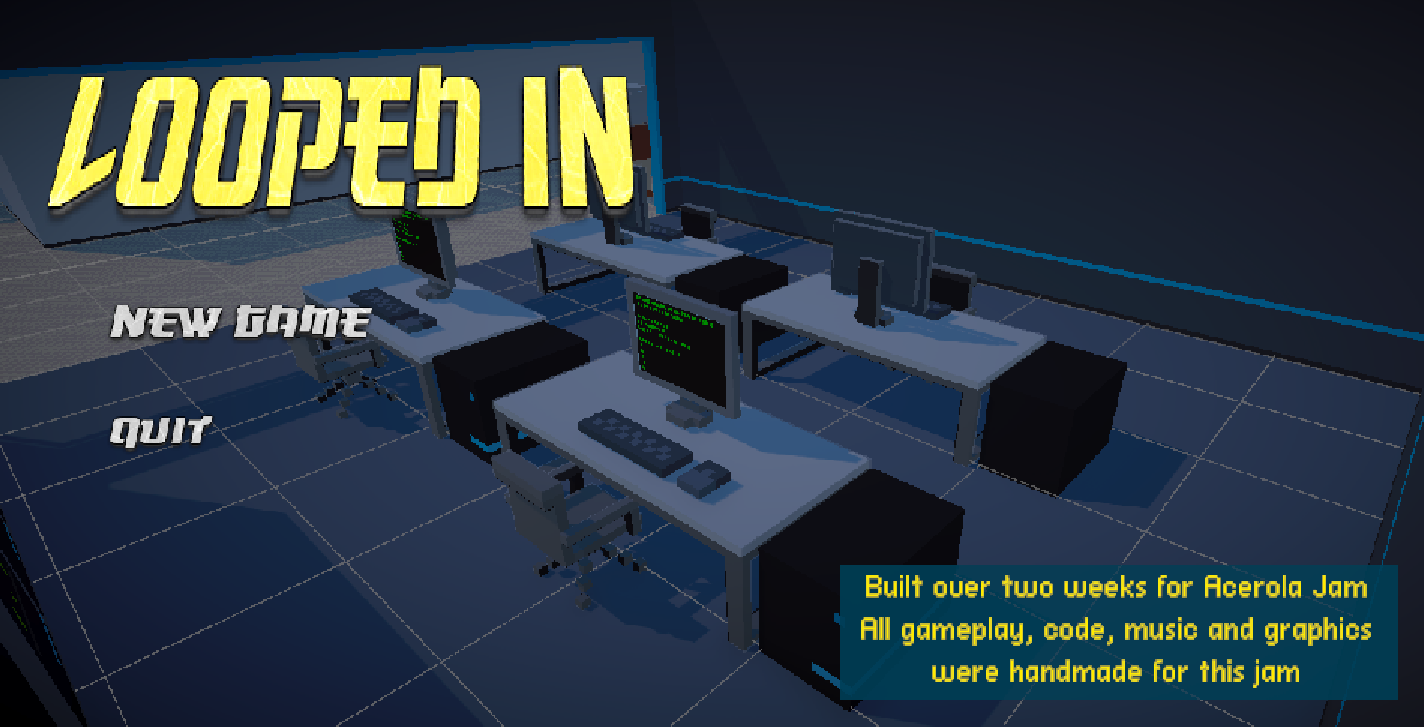 LOOPED IN
NEW GAME
QUIT
Built over two weeks for Acerola Jam
All gameplay, code, music and graphics
were handmade for this jam